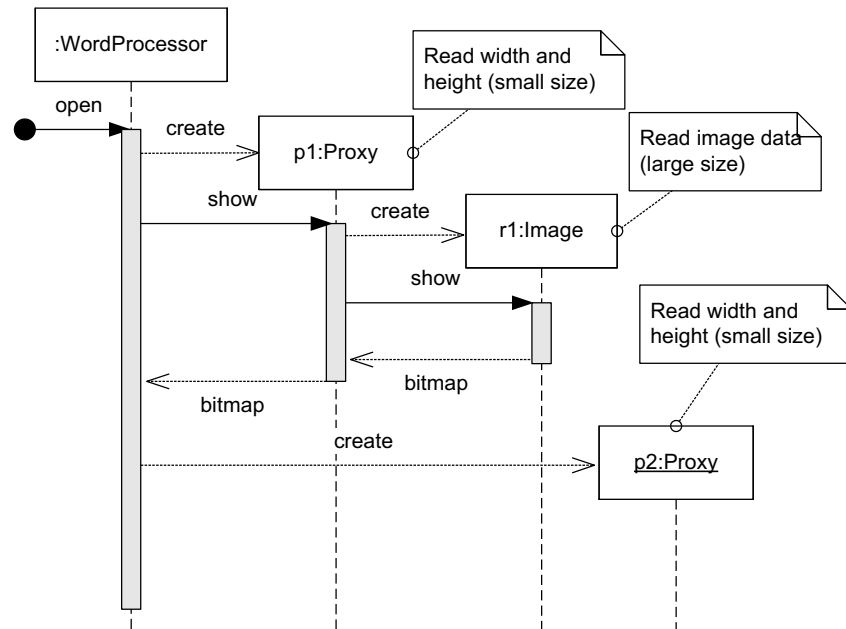 :WordProcessor
Read width and
height (small size)
open
create
p1:Proxy
Read image data
(large size)
show
create
r1:Image
show
Read width and
height (small size)
bitmap
bitmap
create
p2:Proxy